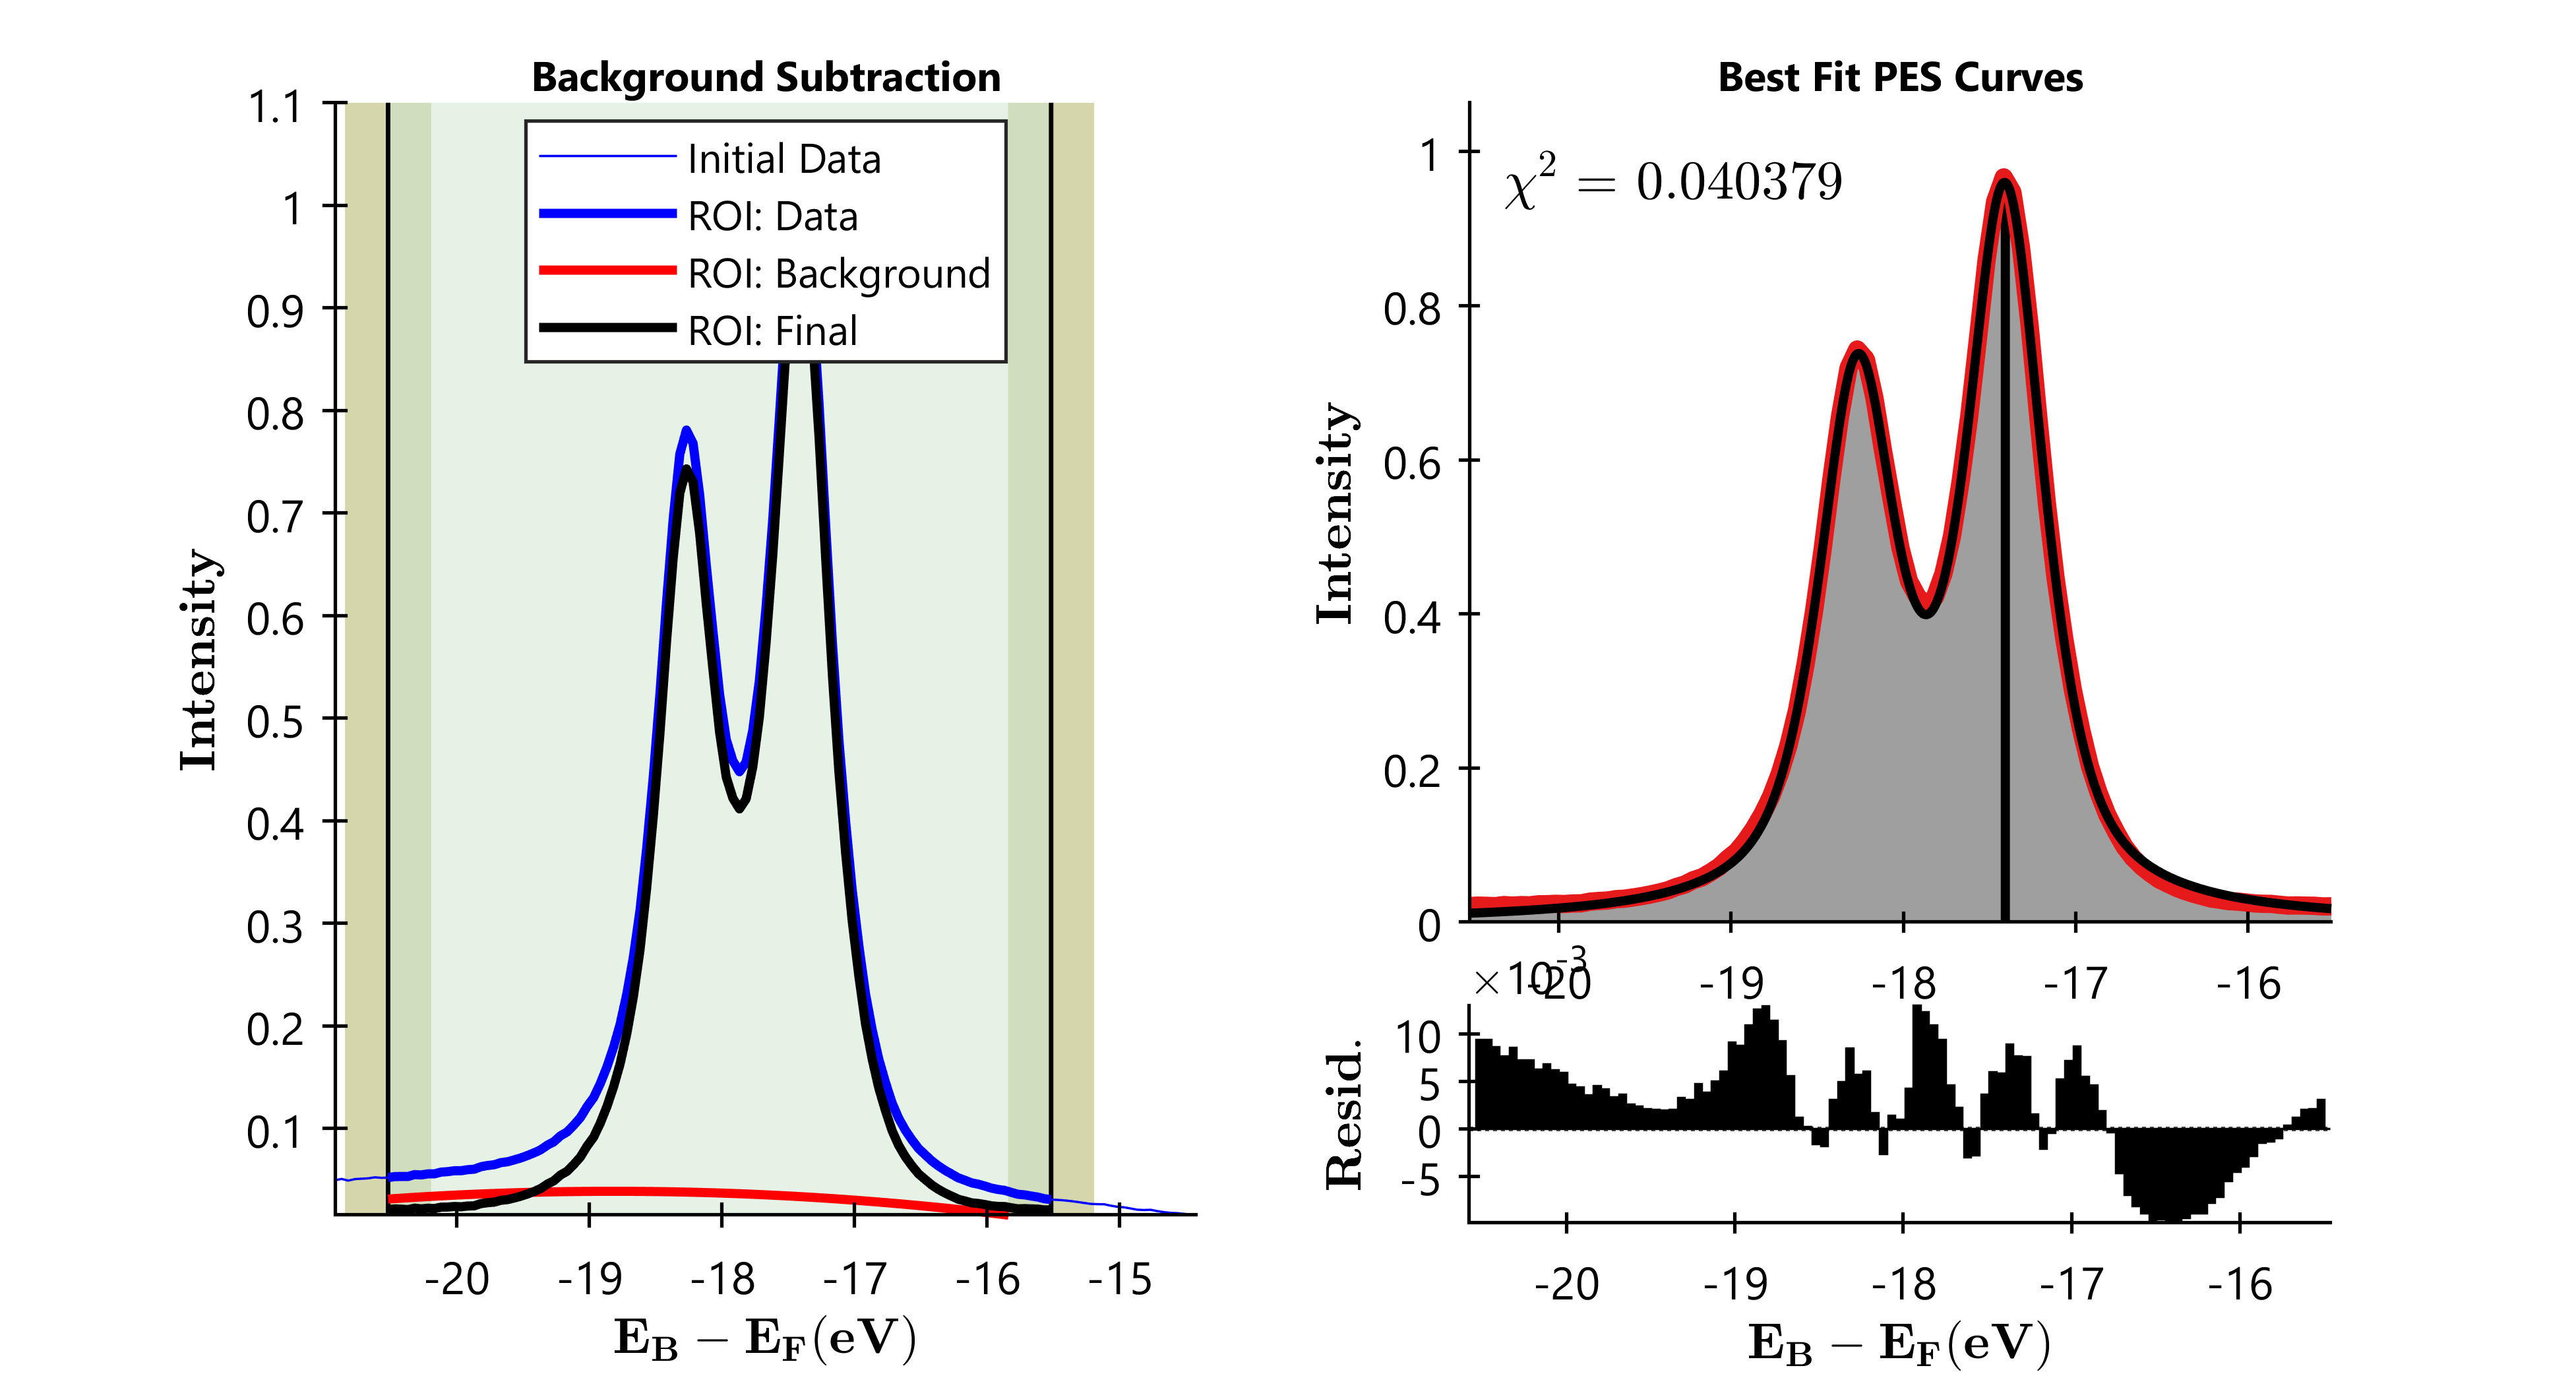 Background Subtraction
1.1
1
0.9
0.8
0.7
0.6
0.5
0.4
0.3
0.2
0.1
Intensity
Initial Data
ROI: Data
ROI: Background
ROI: Final
-20 -19 -18 -17 -16 -15
E_B − E_F(eV)
Best Fit PES Curves
χ² = 0.040379
1
0.8
0.6
0.4
0.2
0
Intensity
-20 -19 -18 -17 -16
×10⁻³
10
5
0
-5
Resid.
-20 -19 -18 -17 -16
E_B − E_F(eV)